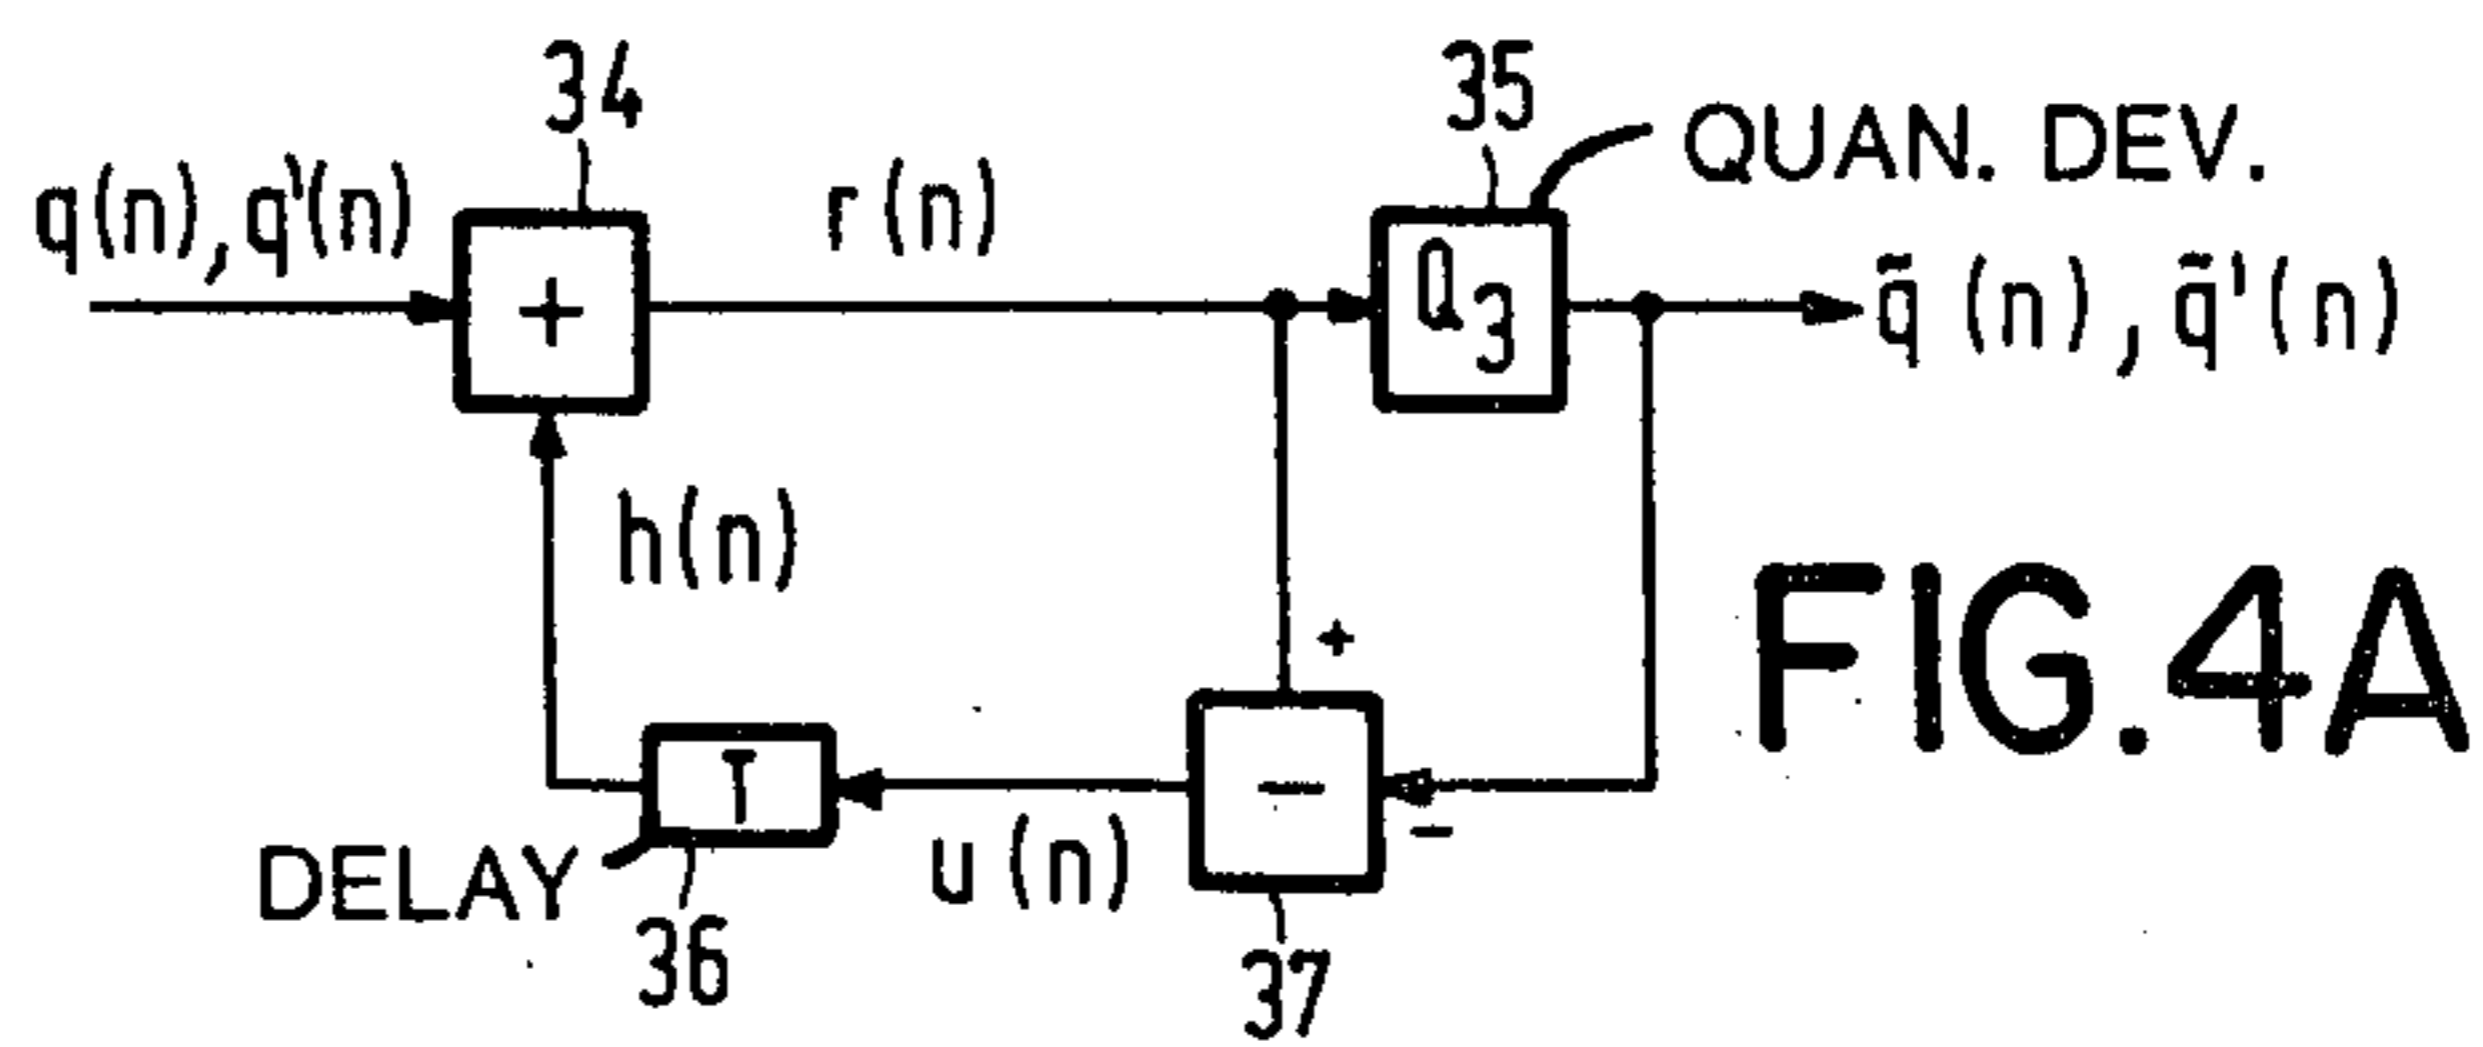 34
35
QUAN. DEV.
q(n),q'(n)
r(n)
+
Q3
q̃(n),q̃'(n)
h(n)
+
FIG.4A
T
−
−
DELAY
u(n)
36
37